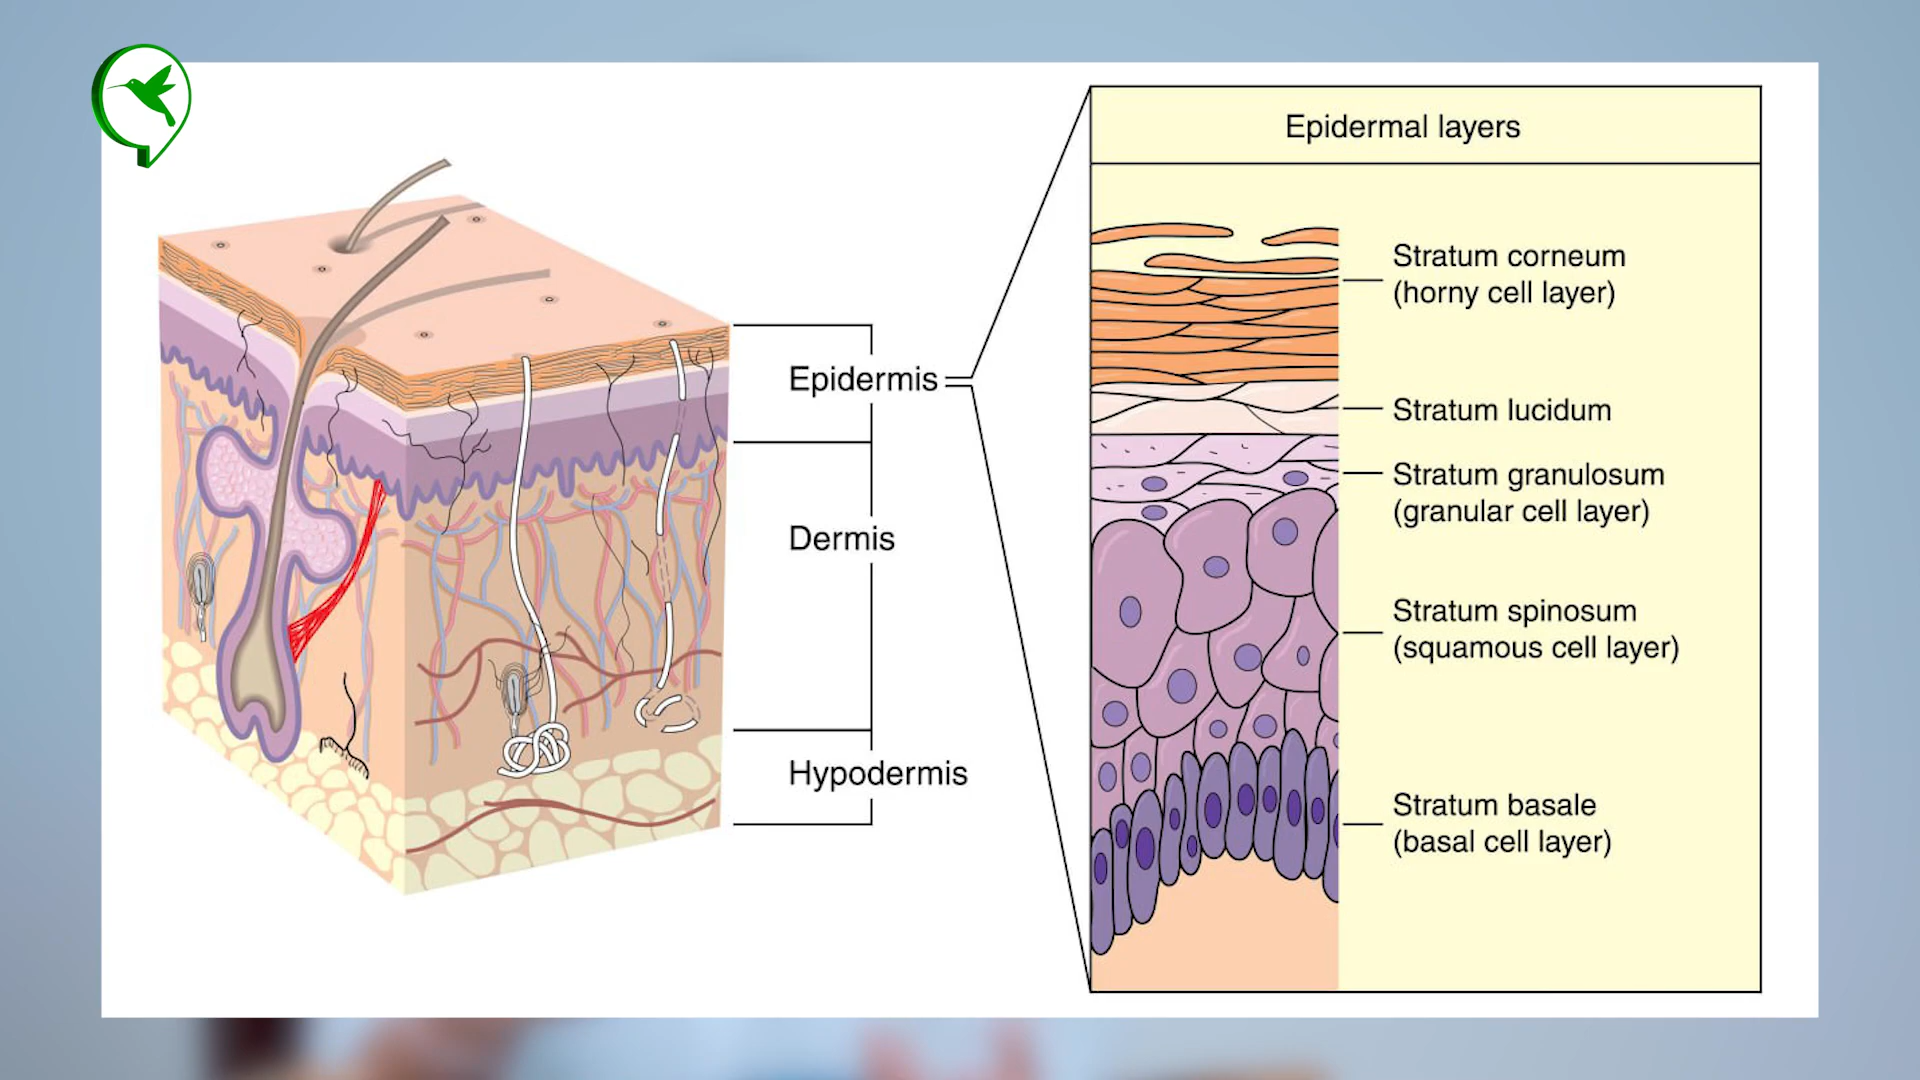 Epidermis
Dermis
Hypodermis
Epidermal layers
Stratum corneum
(horny cell layer)
Stratum lucidum
Stratum granulosum
(granular cell layer)
Stratum spinosum
(squamous cell layer)
Stratum basale
(basal cell layer)